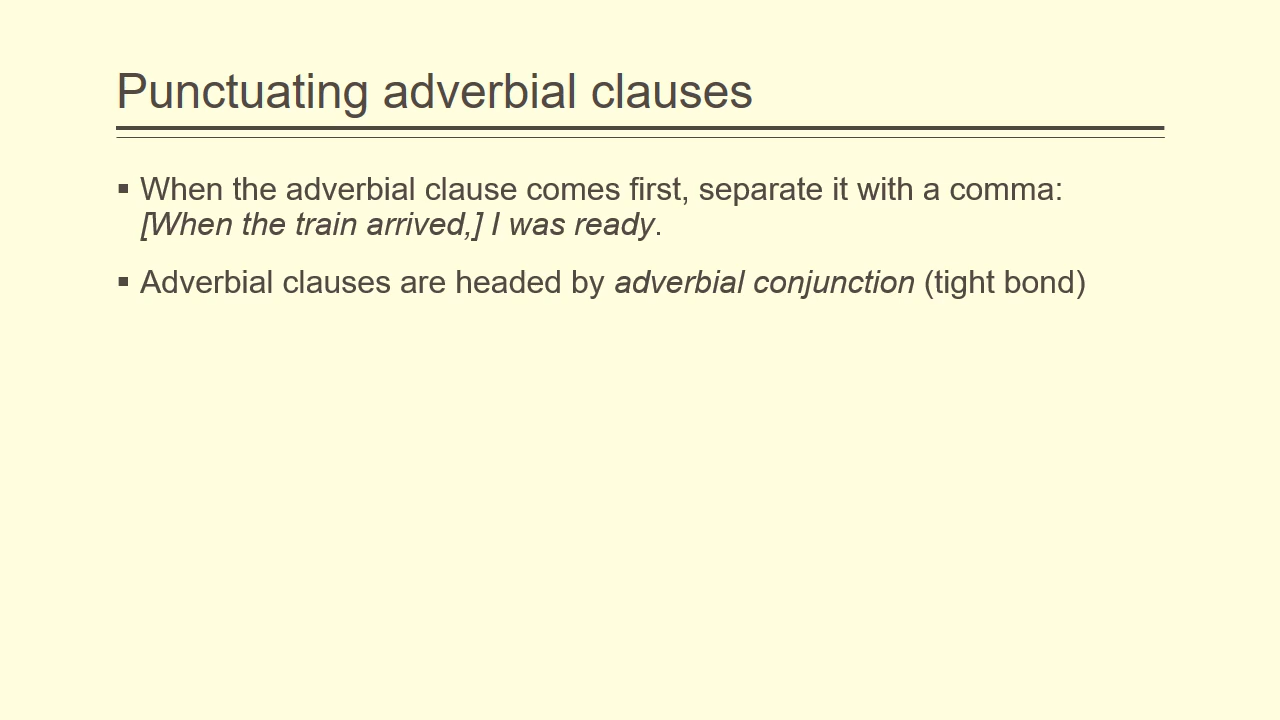 Punctuating adverbial clauses
▪ When the adverbial clause comes first, separate it with a comma:
[When the train arrived,] I was ready.
▪ Adverbial clauses are headed by adverbial conjunction (tight bond)